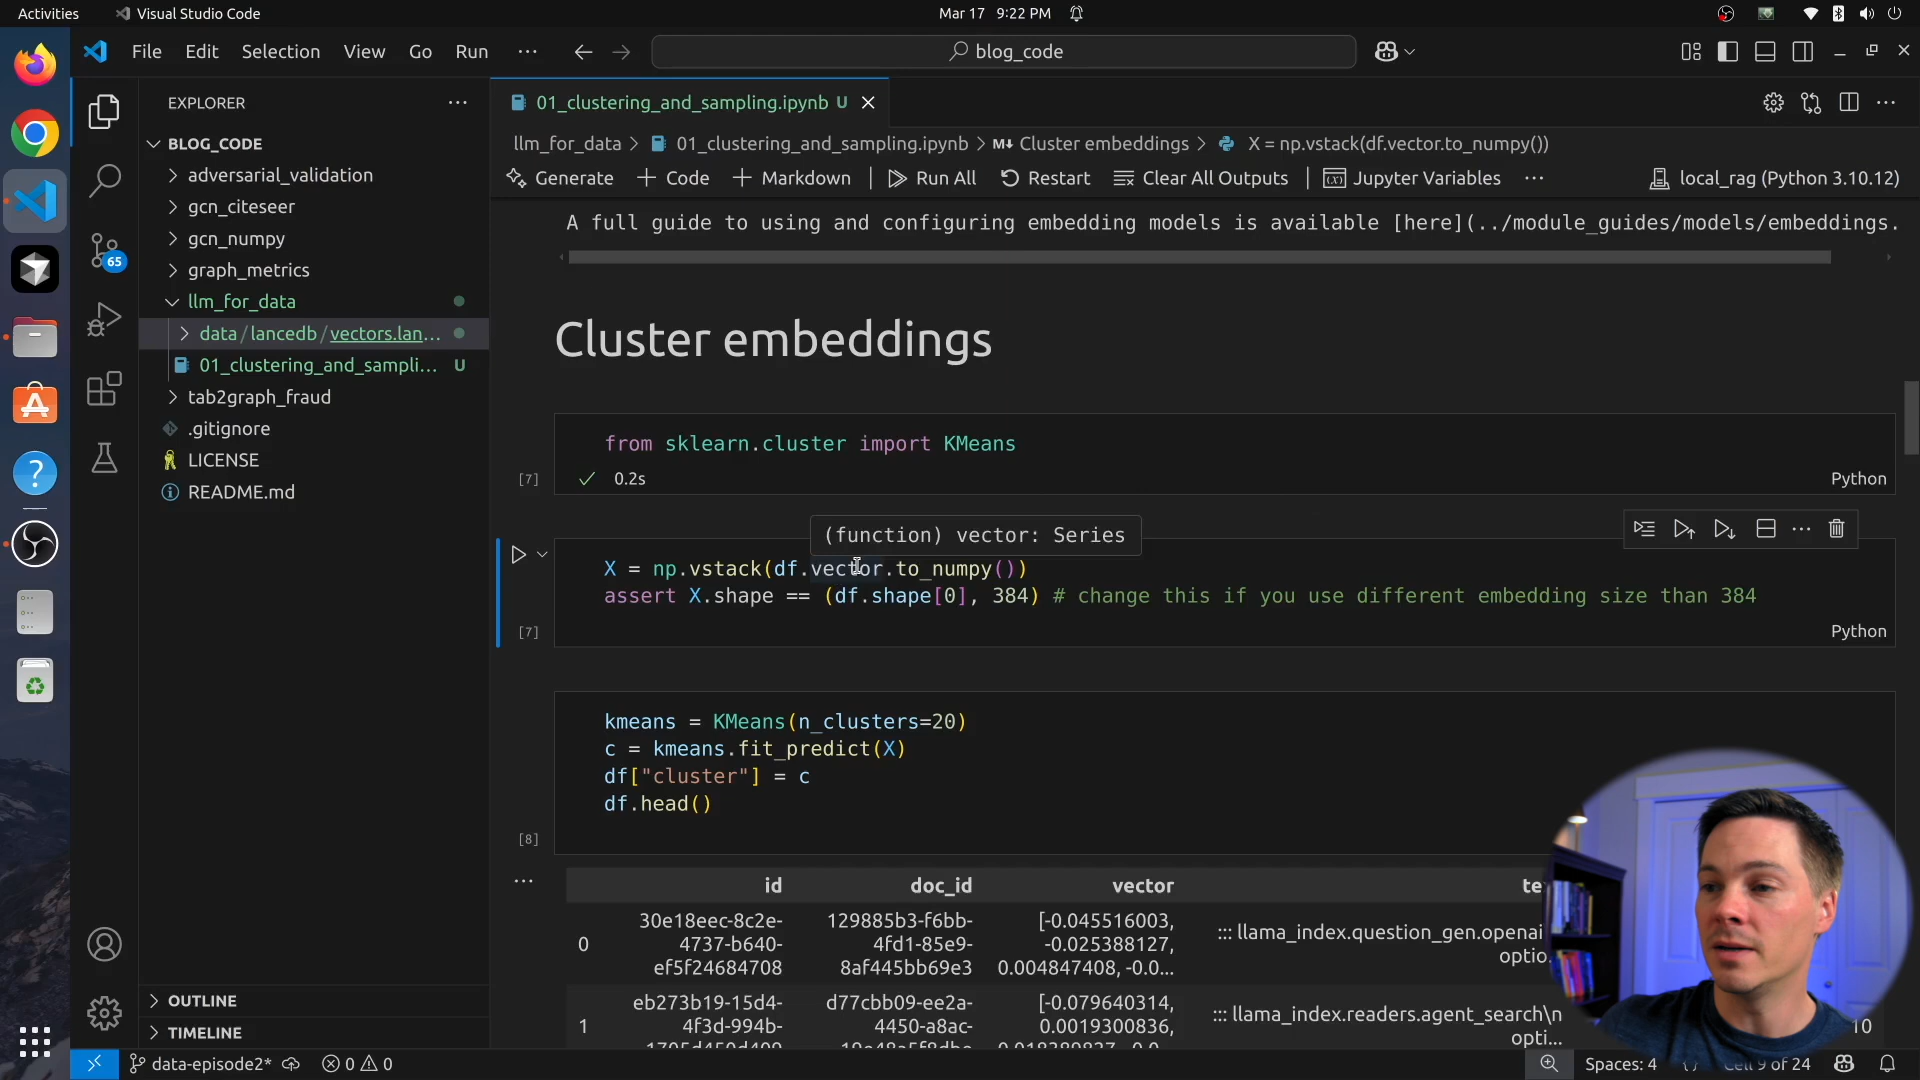 Activities
Visual Studio Code
Mar 17 9:22 PM
File Edit Selection View Go Run ···
blog_code
EXPLORER
BLOG_CODE
adversarial_validation
gcn_citeseer
gcn_numpy
graph_metrics
llm_for_data
data/lancedb/vectors.lan...
01_clustering_and_sampli... U
tab2graph_fraud
.gitignore
LICENSE
README.md
65
OUTLINE
TIMELINE
01_clustering_and_sampling.ipynb U
llm_for_data > 01_clustering_and_sampling.ipynb > M↓ Cluster embeddings > X = np.vstack(df.vector.to_numpy())
Generate + Code + Markdown Run All Restart Clear All Outputs Jupyter Variables ··· local_rag (Python 3.10.12)
A full guide to using and configuring embedding models is available [here](../module_guides/models/embeddings.
Cluster embeddings
from sklearn.cluster import KMeans
[7] 0.2s Python
(function) vector: Series
X = np.vstack(df.vector.to_numpy())
assert X.shape == (df.shape[0], 384) # change this if you use different embedding size than 384
[7] Python
kmeans = KMeans(n_clusters=20)
c = kmeans.fit_predict(X)
df["cluster"] = c
df.head()
[8]
id doc_id vector te
0
30e18eec-8c2e-4737-b640-ef5f24684708
129885b3-f6bb-4fd1-85e9-8af445bb69e3
[-0.045516003, -0.025388127, 0.004847408, -0.0...
::: llama_index.question_gen.openai
optio
1
eb273b19-15d4-4f3d-994b-
d77cbb09-ee2a-4450-a8ac-
[-0.079640314, 0.0019300836,
::: llama_index.readers.agent_search\n
opti...
10
data-episode2*
0 0
Spaces: 4
Cell 9 of 24